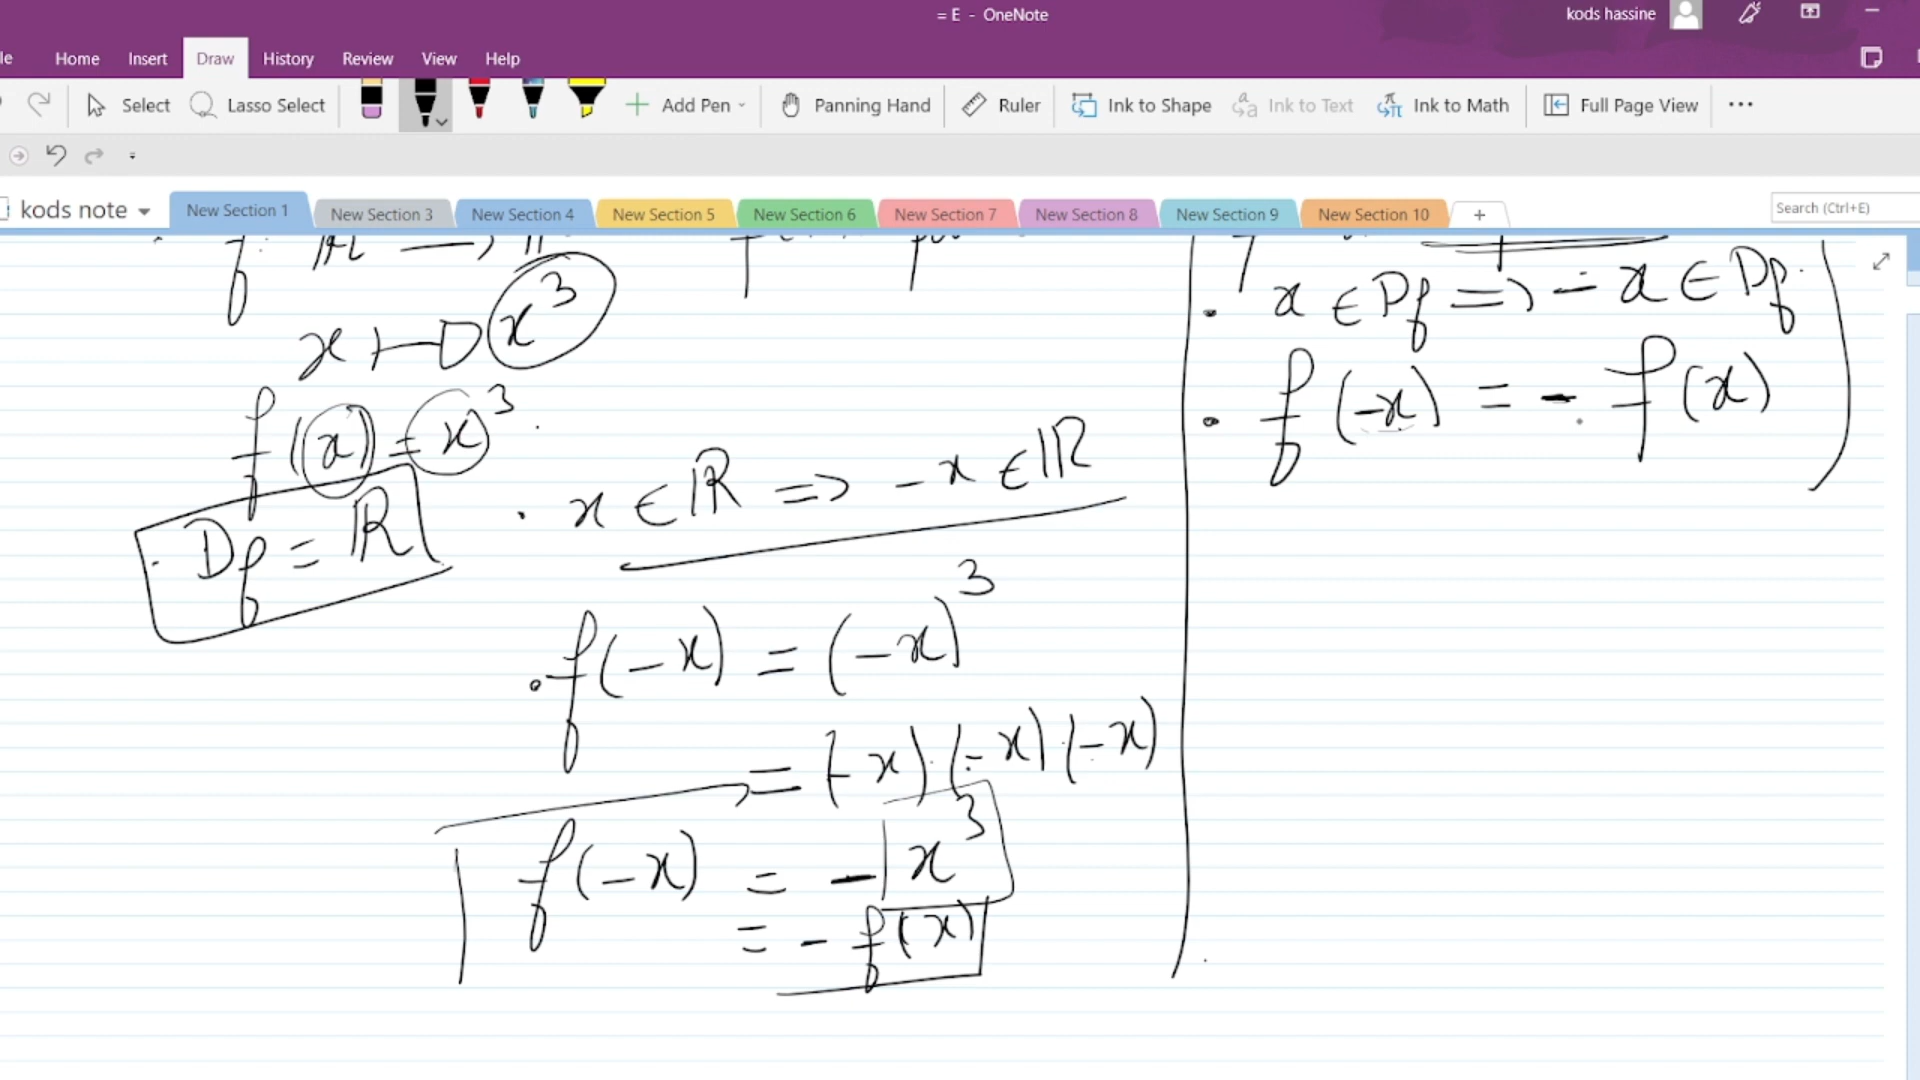 = E - OneNote
kods hassine
le Home Insert Draw History Review View Help
Select Lasso Select Add Pen Panning Hand Ruler Ink to Shape Ink to Text Ink to Math Full Page View ...
kods note New Section 1 New Section 3 New Section 4 New Section 5 New Section 6 New Section 7 New Section 8 New Section 9 New Section 10 + Search (Ctrl+E)
f ℝ →
x ↦ x³
f(x) = x³
Df = ℝ
. x ∈ ℝ => -x ∈ ℝ
. f(-x) = (-x)³
= (-x).(-x).(-x)
f(-x) = -x³
= -f(x)
. x ∈ Df => -x ∈ Df
. f(-x) = -f(x)